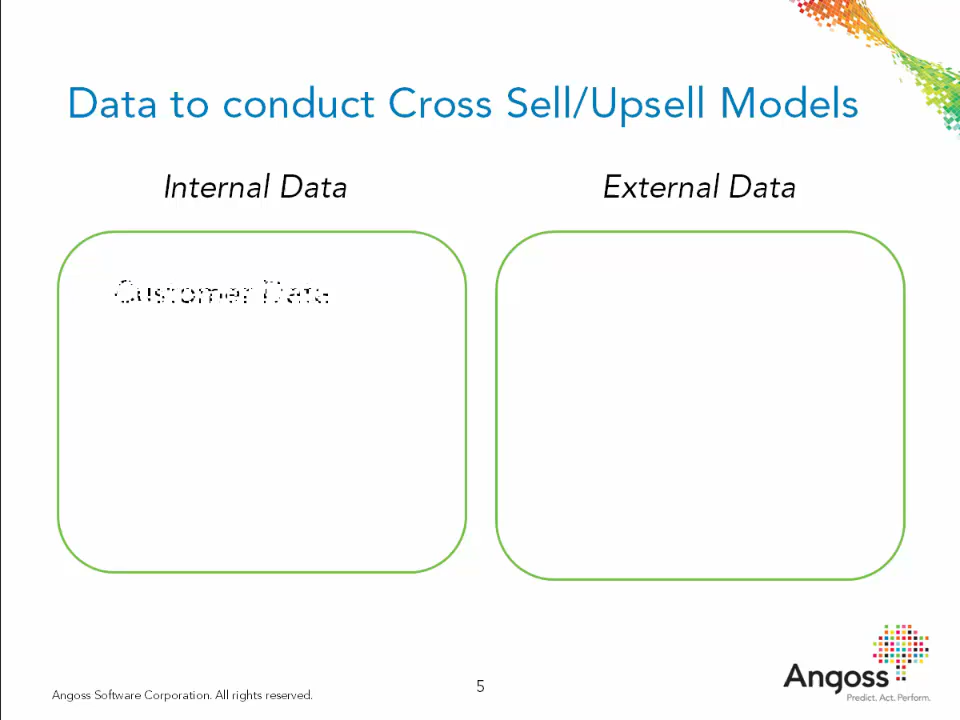 Data to conduct Cross Sell/Upsell Models
Internal Data
External Data
Customer
Angoss Software Corporation. All rights reserved.
5
Angoss
Predict. Act. Perform.